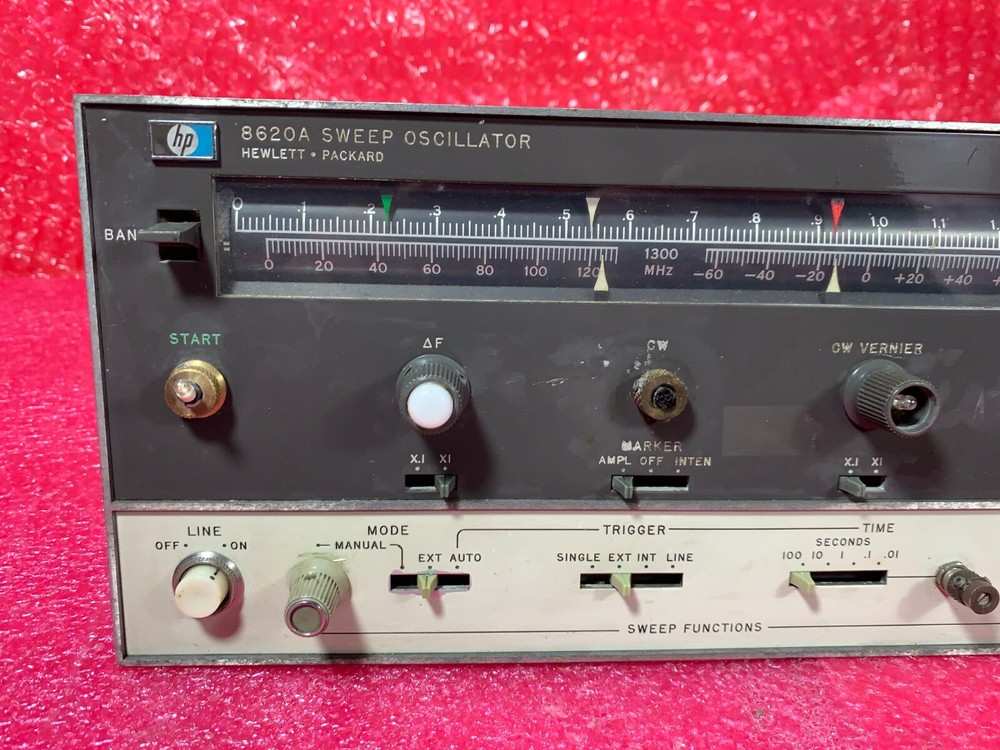 hp
8620A SWEEP OSCILLATOR
HEWLETT • PACKARD
BAN
0 .1 .2 .3 .4 .5 .6 .7 .8 .9 1.0 1.1 1.
0 20 40 60 80 100 120 1300 MHz -60 -40 -20 0 +20 +40 +
START
ΔF
CW
CW VERNIER
X.1 X1
MARKER
AMPL OFF INTEN
X.1 X1
LINE
OFF • • ON
MODE
MANUAL
EXT AUTO
TRIGGER
SINGLE EXT INT LINE
TIME
SECONDS
100 10 1 .1 .01
SWEEP FUNCTIONS